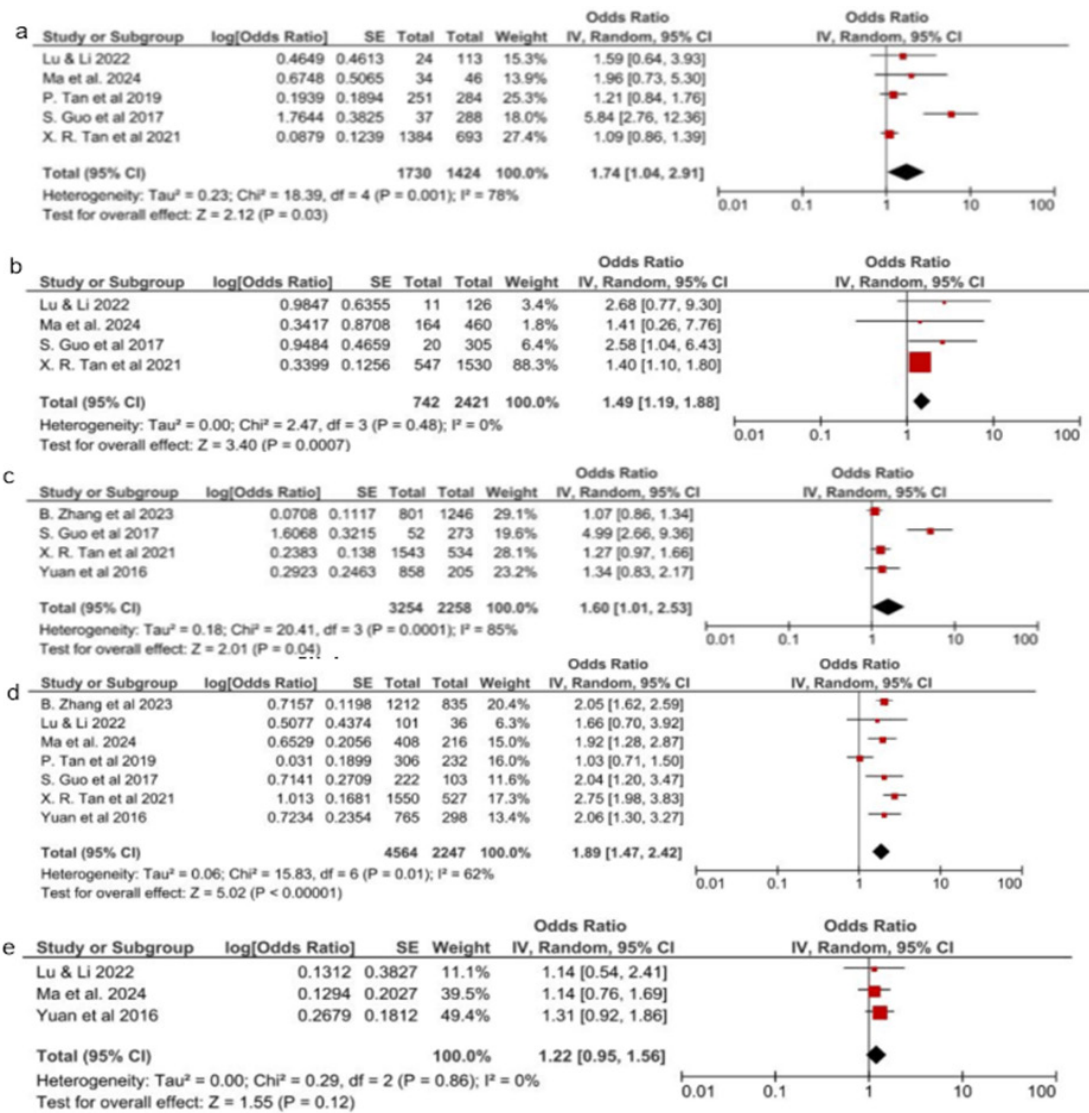 a
Odds Ratio Odds Ratio
Study or Subgroup log[Odds Ratio] SE Total Total Weight IV, Random, 95% CI IV, Random, 95% CI
Lu & Li 2022 0.4649 0.4613 24 113 15.3% 1.59 [0.64, 3.93]
Ma et al. 2024 0.6748 0.5065 34 46 13.9% 1.96 [0.73, 5.30]
P. Tan et al 2019 0.1939 0.1894 251 284 25.3% 1.21 [0.84, 1.76]
S. Guo et al 2017 1.7644 0.3825 37 288 18.0% 5.84 [2.76, 12.36]
X. R. Tan et al 2021 0.0879 0.1239 1384 693 27.4% 1.09 [0.86, 1.39]
Total (95% CI) 1730 1424 100.0% 1.74 [1.04, 2.91]
Heterogeneity: Tau² = 0.23; Chi² = 18.39, df = 4 (P = 0.001); I² = 78%
Test for overall effect: Z = 2.12 (P = 0.03)
0.01 0.1 1 10 100
b
Odds Ratio Odds Ratio
Study or Subgroup log[Odds Ratio] SE Total Total Weight IV, Random, 95% CI IV, Random, 95% CI
Lu & Li 2022 0.9847 0.6355 11 126 3.4% 2.68 [0.77, 9.30]
Ma et al. 2024 0.3417 0.8708 164 460 1.8% 1.41 [0.26, 7.76]
S. Guo et al 2017 0.9484 0.4659 20 305 6.4% 2.58 [1.04, 6.43]
X. R. Tan et al 2021 0.3399 0.1256 547 1530 88.3% 1.40 [1.10, 1.80]
Total (95% CI) 742 2421 100.0% 1.49 [1.19, 1.88]
Heterogeneity: Tau² = 0.00; Chi² = 2.47, df = 3 (P = 0.48); I² = 0%
Test for overall effect: Z = 3.40 (P = 0.0007)
0.01 0.1 1 10 100
c
Odds Ratio Odds Ratio
Study or Subgroup log[Odds Ratio] SE Total Total Weight IV, Random, 95% CI IV, Random, 95% CI
B. Zhang et al 2023 0.0708 0.1117 801 1246 29.1% 1.07 [0.86, 1.34]
S. Guo et al 2017 1.6068 0.3215 52 273 19.6% 4.99 [2.66, 9.36]
X. R. Tan et al 2021 0.2383 0.138 1543 534 28.1% 1.27 [0.97, 1.66]
Yuan et al 2016 0.2923 0.2463 858 205 23.2% 1.34 [0.83, 2.17]
Total (95% CI) 3254 2258 100.0% 1.60 [1.01, 2.53]
Heterogeneity: Tau² = 0.18; Chi² = 20.41, df = 3 (P = 0.0001); I² = 85%
Test for overall effect: Z = 2.01 (P = 0.04)
0.01 0.1 1 10 100
d
Odds Ratio Odds Ratio
Study or Subgroup log[Odds Ratio] SE Total Total Weight IV, Random, 95% CI IV, Random, 95% CI
B. Zhang et al 2023 0.7157 0.1198 1212 835 20.4% 2.05 [1.62, 2.59]
Lu & Li 2022 0.5077 0.4374 101 36 6.3% 1.66 [0.70, 3.92]
Ma et al. 2024 0.6529 0.2056 408 216 15.0% 1.92 [1.28, 2.87]
P. Tan et al 2019 0.031 0.1899 306 232 16.0% 1.03 [0.71, 1.50]
S. Guo et al 2017 0.7141 0.2709 222 103 11.6% 2.04 [1.20, 3.47]
X. R. Tan et al 2021 1.013 0.1681 1550 527 17.3% 2.75 [1.98, 3.83]
Yuan et al 2016 0.7234 0.2354 765 298 13.4% 2.06 [1.30, 3.27]
Total (95% CI) 4564 2247 100.0% 1.89 [1.47, 2.42]
Heterogeneity: Tau² = 0.06; Chi² = 15.83, df = 6 (P = 0.01); I² = 62%
Test for overall effect: Z = 5.02 (P < 0.00001)
0.01 0.1 1 10 100
e
Odds Ratio Odds Ratio
Study or Subgroup log[Odds Ratio] SE Weight IV, Random, 95% CI IV, Random, 95% CI
Lu & Li 2022 0.1312 0.3827 11.1% 1.14 [0.54, 2.41]
Ma et al. 2024 0.1294 0.2027 39.5% 1.14 [0.76, 1.69]
Yuan et al 2016 0.2679 0.1812 49.4% 1.31 [0.92, 1.86]
Total (95% CI) 100.0% 1.22 [0.95, 1.56]
Heterogeneity: Tau² = 0.00; Chi² = 0.29, df = 2 (P = 0.86); I² = 0%
Test for overall effect: Z = 1.55 (P = 0.12)
0.01 0.1 1 10 100